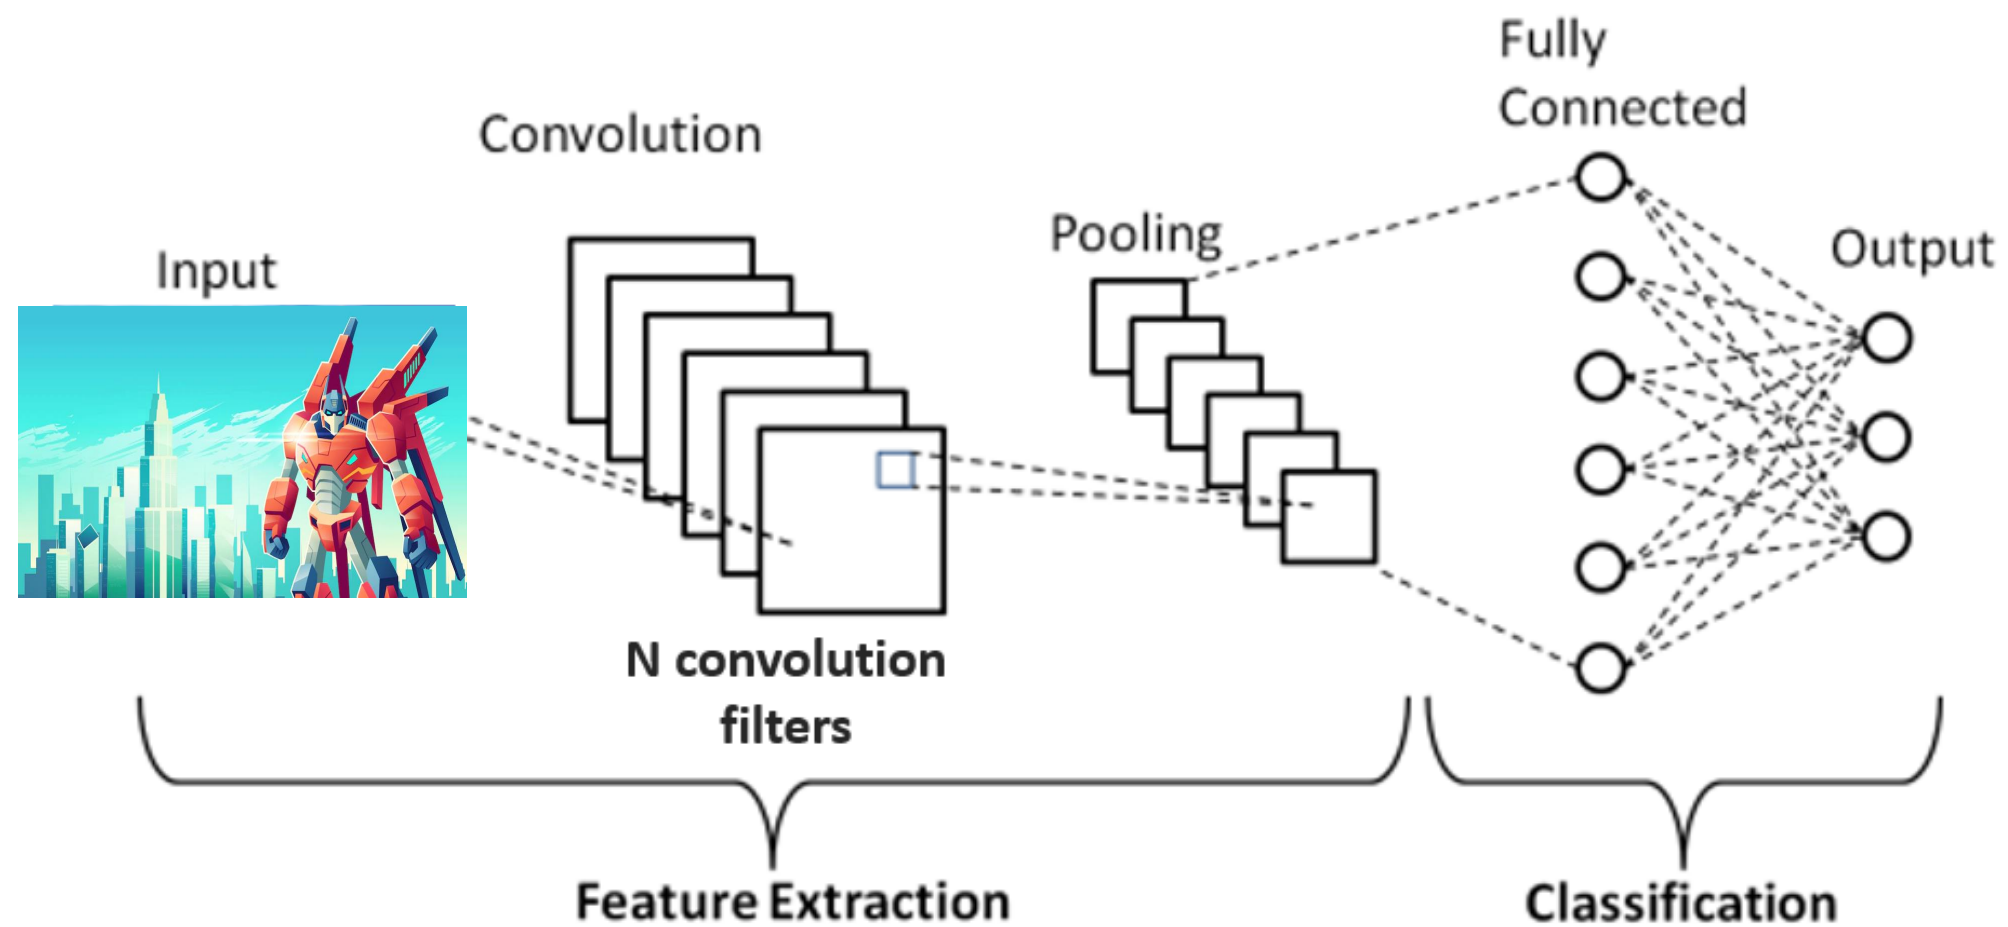 Input
Convolution
N convolution
filters
Pooling
Fully
Connected
Output
Feature Extraction
Classification